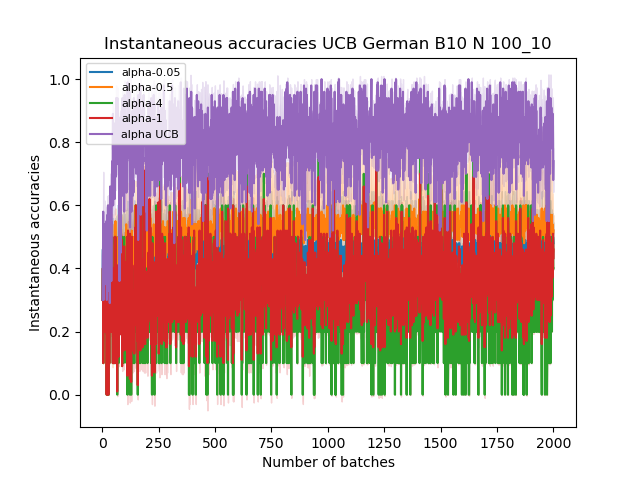 Instantaneous accuracies UCB German B10 N 100_10
alpha-0.05
alpha-0.5
alpha-4
alpha-1
alpha UCB
1.0
0.8
0.6
0.4
0.2
0.0
Instantaneous accuracies
0 250 500 750 1000 1250 1500 1750 2000
Number of batches